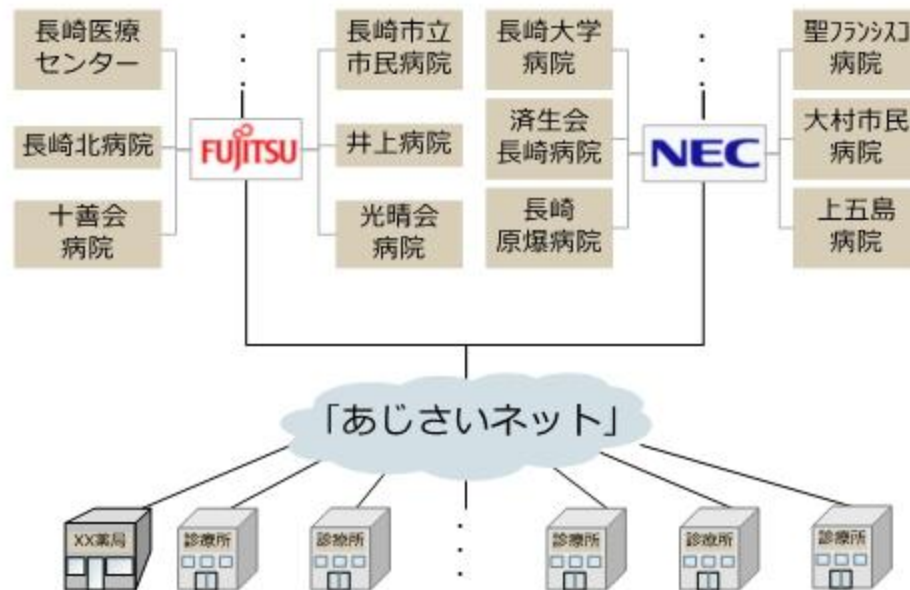 長崎医療
センター
長崎北病院
十善会
病院
FUJITSU
長崎市立
市民病院
井上病院
光晴会
病院
長崎大学
病院
済生会
長崎病院
長崎
原爆病院
NEC
聖フランシスコ
病院
大村市民
病院
上五島
病院
「あじさいネット」
XX薬局
診療所
診療所
診療所
診療所
診療所